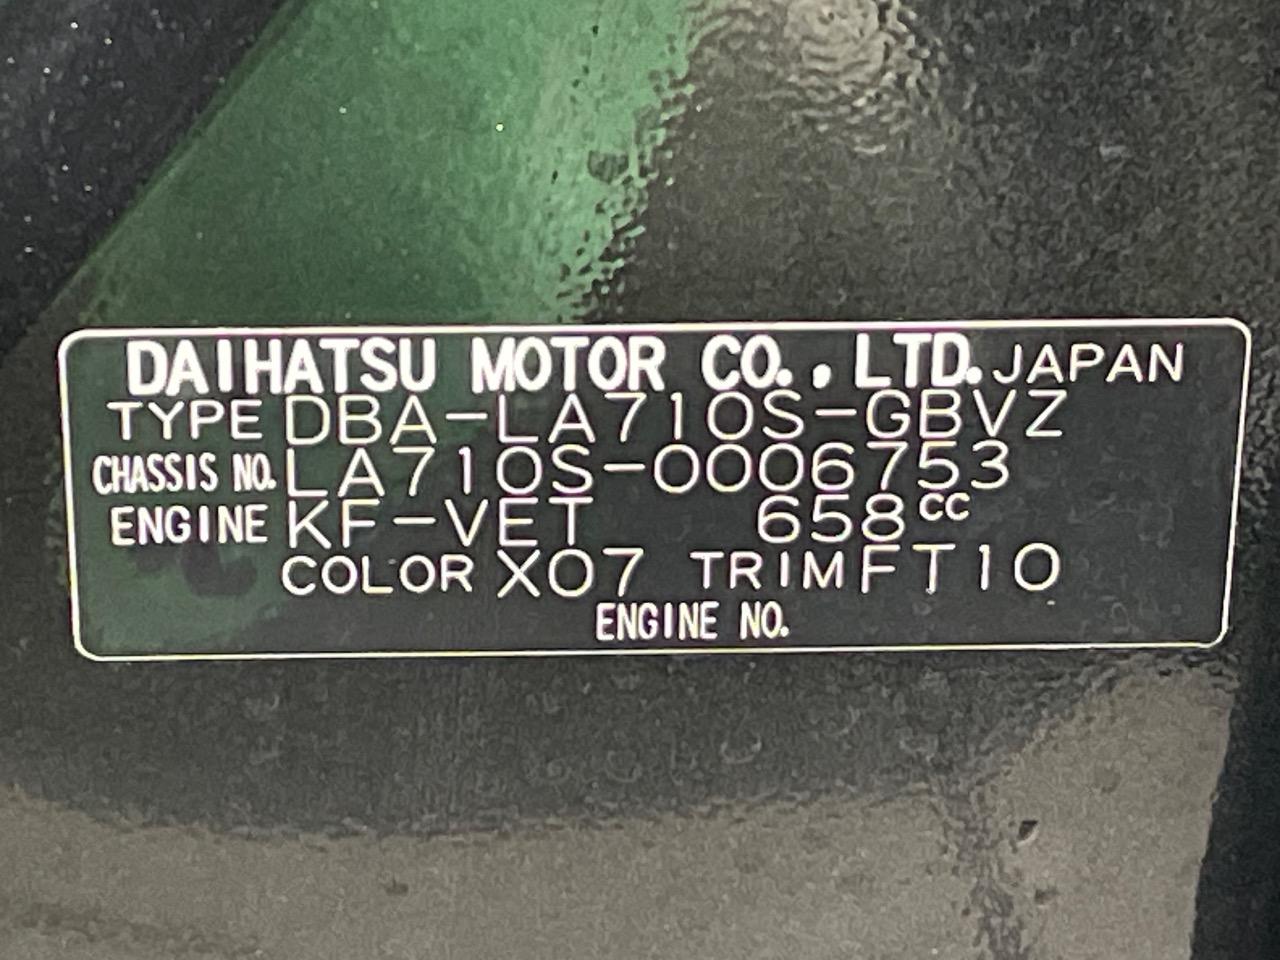 DAIHATSU MOTOR CO., LTD. JAPAN
TYPE DBA-LA710S-GBVZ
CHASSIS NO. LA710S-0006753
ENGINE KF-VET 658cc
COLOR X07 TRIM FT10
ENGINE NO.